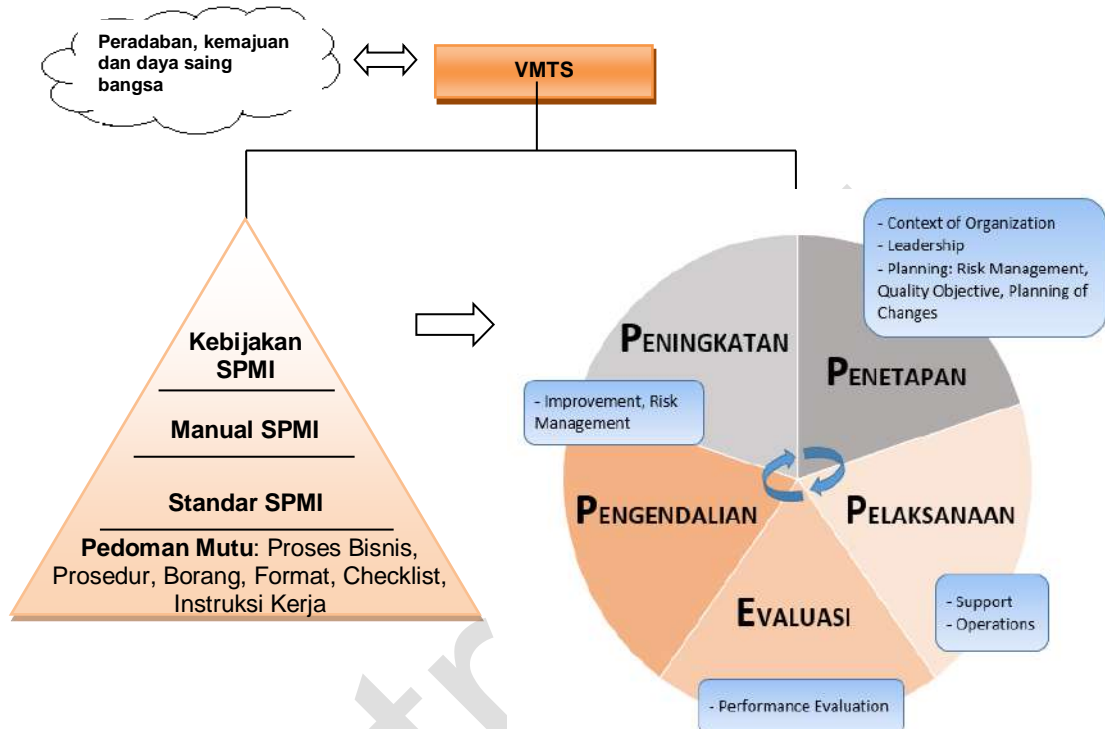 Peradaban, kemajuan
dan daya saing
bangsa
VMTS
Kebijakan
SPMI
Manual SPMI
Standar SPMI
Pedoman Mutu: Proses Bisnis,
Prosedur, Borang, Format, Checklist,
Instruksi Kerja
- Context of Organization
- Leadership
- Planning: Risk Management,
Quality Objective, Planning of
Changes
PENINGKATAN
PENETAPAN
- Improvement, Risk
Management
PENGENDALIAN
PELAKSANAAN
EVALUASI
- Support
- Operations
- Performance Evaluation